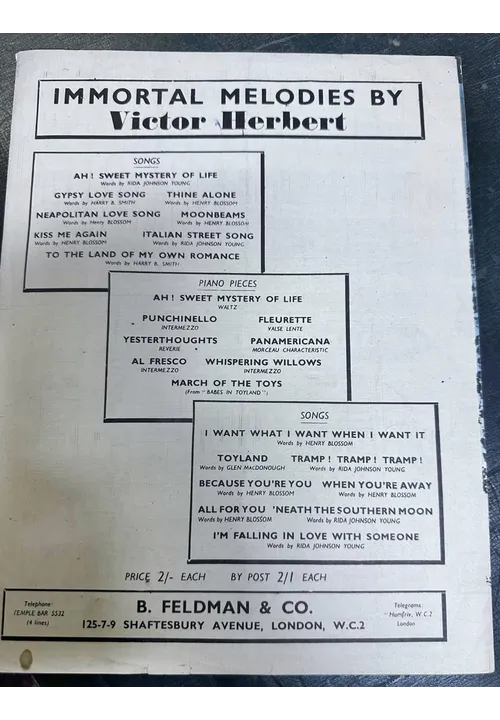 IMMORTAL MELODIES BY
Victor Herbert
SONGS
AH! SWEET MYSTERY OF LIFE
Words by RIDA JOHNSON YOUNG
GYPSY LOVE SONG THINE ALONE
Words by HARRY B. SMITH Words by HENRY BLOSSOM
NEAPOLITAN LOVE SONG MOONBEAMS
Words by Henry BLOSSOM Words by HENRY BLOSSOM
KISS ME AGAIN ITALIAN STREET SONG
Words by HENRY BLOSSOM Words by RIDA JOHNSON YOUNG
TO THE LAND OF MY OWN ROMANCE
Words by HARRY B. SMITH
PIANO PIECES
AH! SWEET MYSTERY OF LIFE
WALTZ
PUNCHINELLO FLEURETTE
INTERMEZZO VALSE LENTE
YESTERTHOUGHTS PANAMERICANA
REVERIE MORCEAU CHARACTERISTIC
AL FRESCO WHISPERING WILLOWS
INTERMEZZO INTERMEZZO
MARCH OF THE TOYS
(From "BABES IN TOYLAND")
SONGS
I WANT WHAT I WANT WHEN I WANT IT
Words by HENRY BLOSSOM
TOYLAND TRAMP! TRAMP! TRAMP!
Words by GLEN MacDONOUGH Words by RIDA JOHNSON YOUNG
BECAUSE YOU'RE YOU WHEN YOU'RE AWAY
Words by HENRY BLOSSOM Words by HENRY BLOSSOM
ALL FOR YOU 'NEATH THE SOUTHERN MOON
Words by HENRY BLOSSOM Words by RIDA JOHNSON YOUNG
I'M FALLING IN LOVE WITH SOMEONE
Words by RIDA JOHNSON YOUNG
PRICE 2/- EACH BY POST 2/1 EACH
Telephone: B. FELDMAN & CO. Telegrams:
TEMPLE BAR 5532 125-7-9 SHAFTESBURY AVENUE, LONDON, W.C.2 Humfriv, W.C.2
(4 lines) London